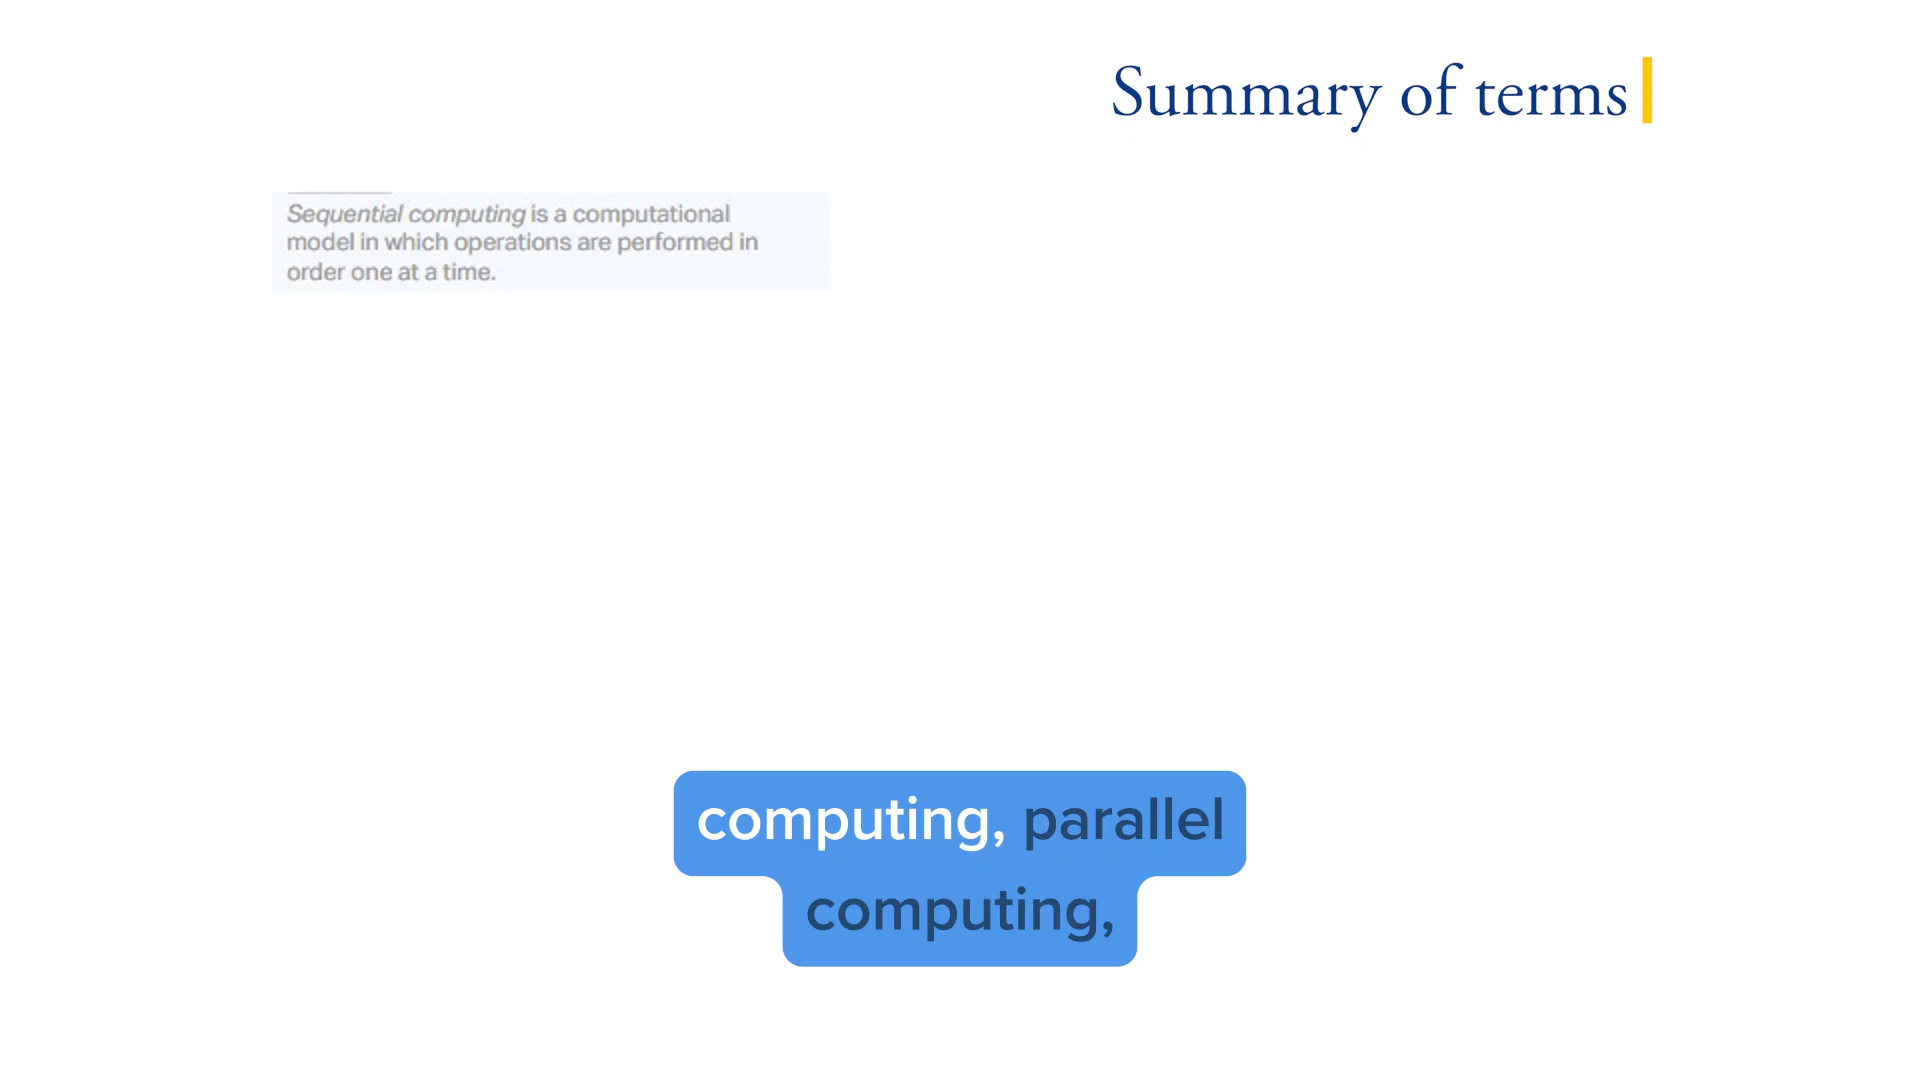 Summary of terms
Sequential computing is a computational
model in which operations are performed in
order one at a time.
computing, parallel
computing,